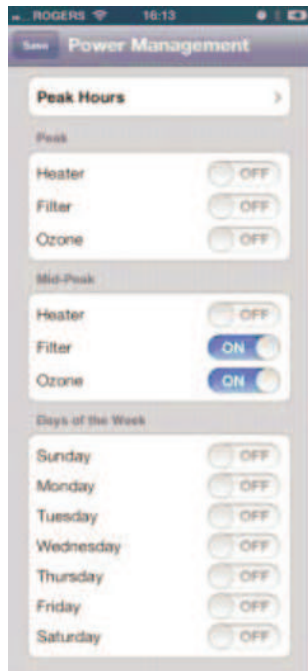 ROGERS 16:13
Save Power Management
Peak Hours
Peak
Heater OFF
Filter OFF
Ozone OFF
Mid-Peak
Heater OFF
Filter ON
Ozone ON
Days of the Week
Sunday OFF
Monday OFF
Tuesday OFF
Wednesday OFF
Thursday OFF
Friday OFF
Saturday OFF